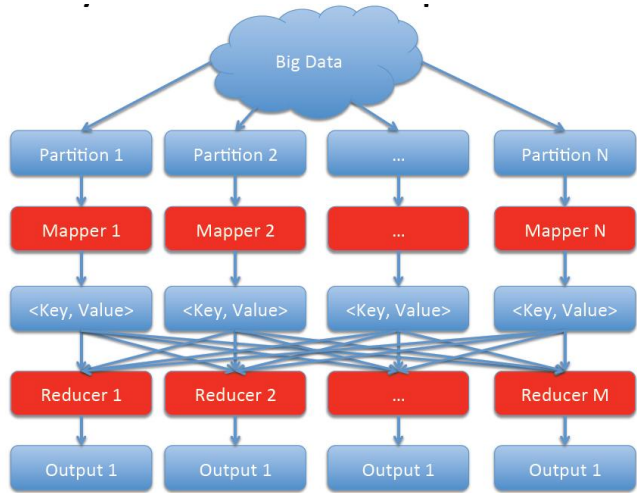 Big Data
Partition 1
Partition 2
...
Partition N
Mapper 1
Mapper 2
...
Mapper N
<Key, Value>
<Key, Value>
<Key, Value>
<Key, Value>
Reducer 1
Reducer 2
...
Reducer M
Output 1
Output 1
Output 1
Output 1